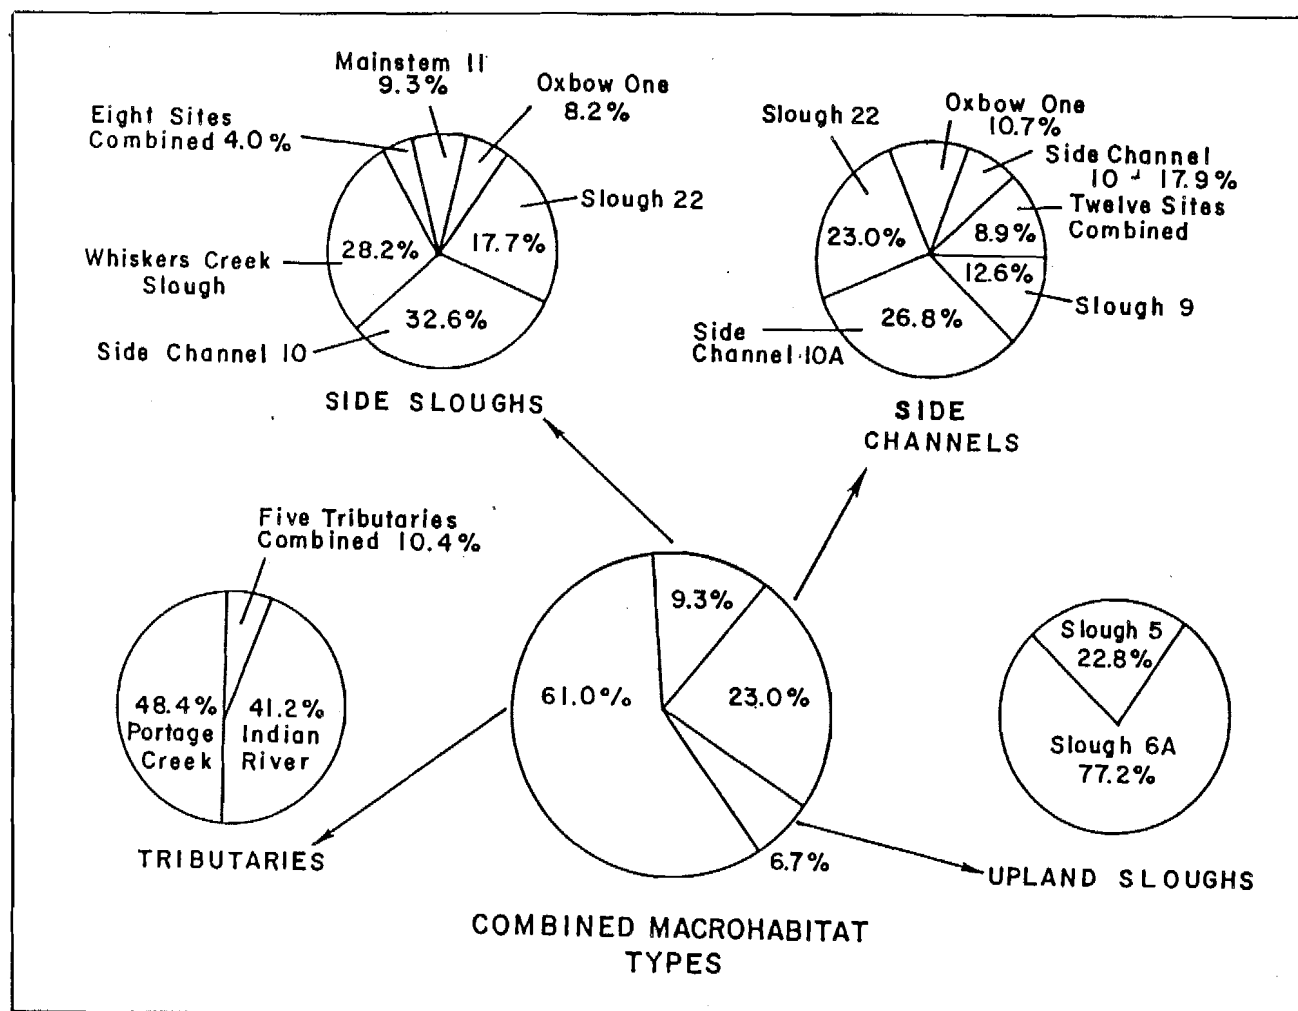 Mainstem 11
9.3%
Oxbow One
8.2%
Eight Sites
Combined 4.0%
Slough 22
17.7%
28.2%
Whiskers Creek
Slough
32.6%
Side Channel 10
SIDE SLOUGHS
Slough 22
Oxbow One
10.7%
Side Channel
10 17.9%
Twelve Sites
Combined
8.9%
23.0%
12.6%
Slough 9
26.8%
Side
Channel 10A
SIDE
CHANNELS
Five Tributaries
Combined 10.4%
48.4%
Portage
Creek
41.2%
Indian
River
TRIBUTARIES
9.3%
61.0%
23.0%
6.7%
Slough 5
22.8%
Slough 6A
77.2%
UPLAND SLOUGHS
COMBINED MACROHABITAT
TYPES